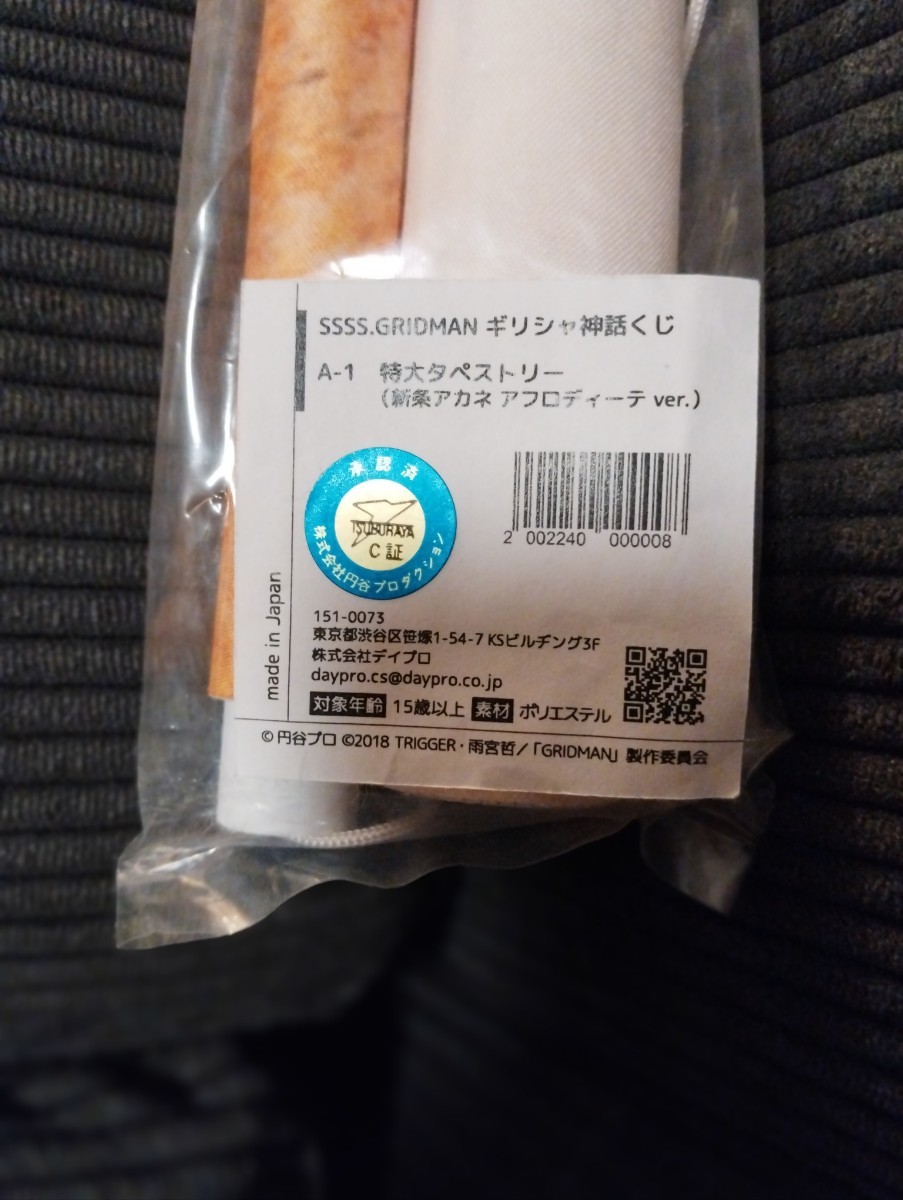 SSSS.GRIDMAN ギリシャ神話くじ
A-1 特大タペストリー
（新条アカネ アフロディーテ ver.）
承認済
TSUBURAYA
C証
株式会社円谷プロダクション
2 002240 000008
made in Japan
151-0073
東京都渋谷区笹塚1-54-7 KSビルヂング3F
株式会社デイプロ
daypro.cs@daypro.co.jp
対象年齢 15歳以上 素材 ポリエステル
©円谷プロ ©2018 TRIGGER・雨宮哲／「GRIDMAN」製作委員会